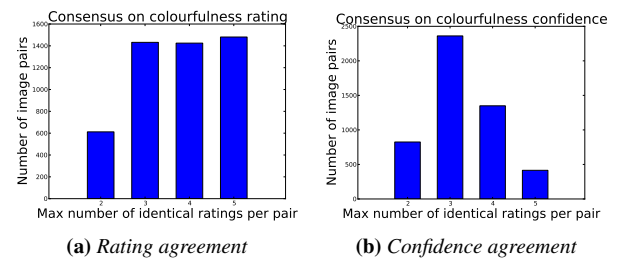 Consensus on colourfulness rating
1600
1400
1200
1000
800
600
400
200
0
Number of image pairs
2 3 4 5
Max number of identical ratings per pair
(a) Rating agreement
Consensus on colourfulness confidence
2500
2000
1500
1000
500
0
Number of image pairs
2 3 4 5
Max number of identical ratings per pair
(b) Confidence agreement